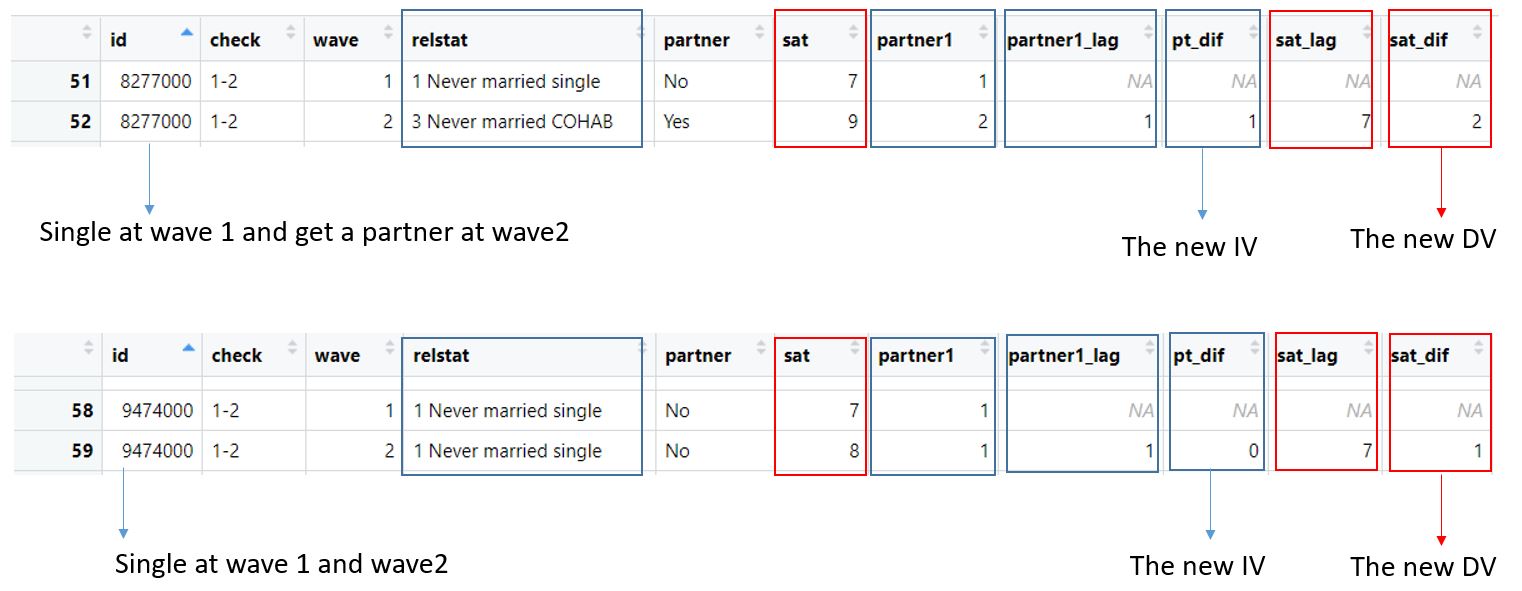 id check wave relstat partner sat partner1 partner1_lag pt_dif sat_lag sat_dif
51 8277000 1-2 1 1 Never married single No 7 1 NA NA NA NA
52 8277000 1-2 2 3 Never married COHAB Yes 9 2 1 1 7 2
Single at wave 1 and get a partner at wave2
The new IV
The new DV
id check wave relstat partner sat partner1 partner1_lag pt_dif sat_lag sat_dif
58 9474000 1-2 1 1 Never married single No 7 1 NA NA NA NA
59 9474000 1-2 2 1 Never married single No 8 1 1 0 7 1
Single at wave 1 and wave2
The new IV
The new DV